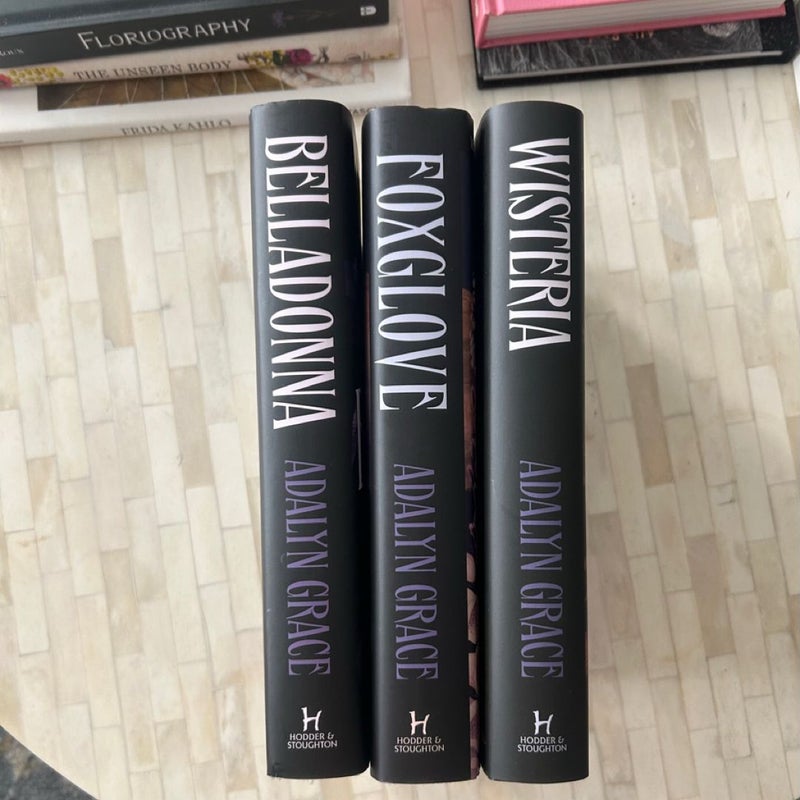 FLORIOGRAPHY
THE UNSEEN BODY
FRIDA KAHLO
BELLADONNA
ADALYN GRACE
H
HODDER &
STOUGHTON
FOXGLOVE
ADALYN GRACE
H
HODDER &
STOUGHTON
WISTERIA
ADALYN GRACE
H
HODDER &
STOUGHTON